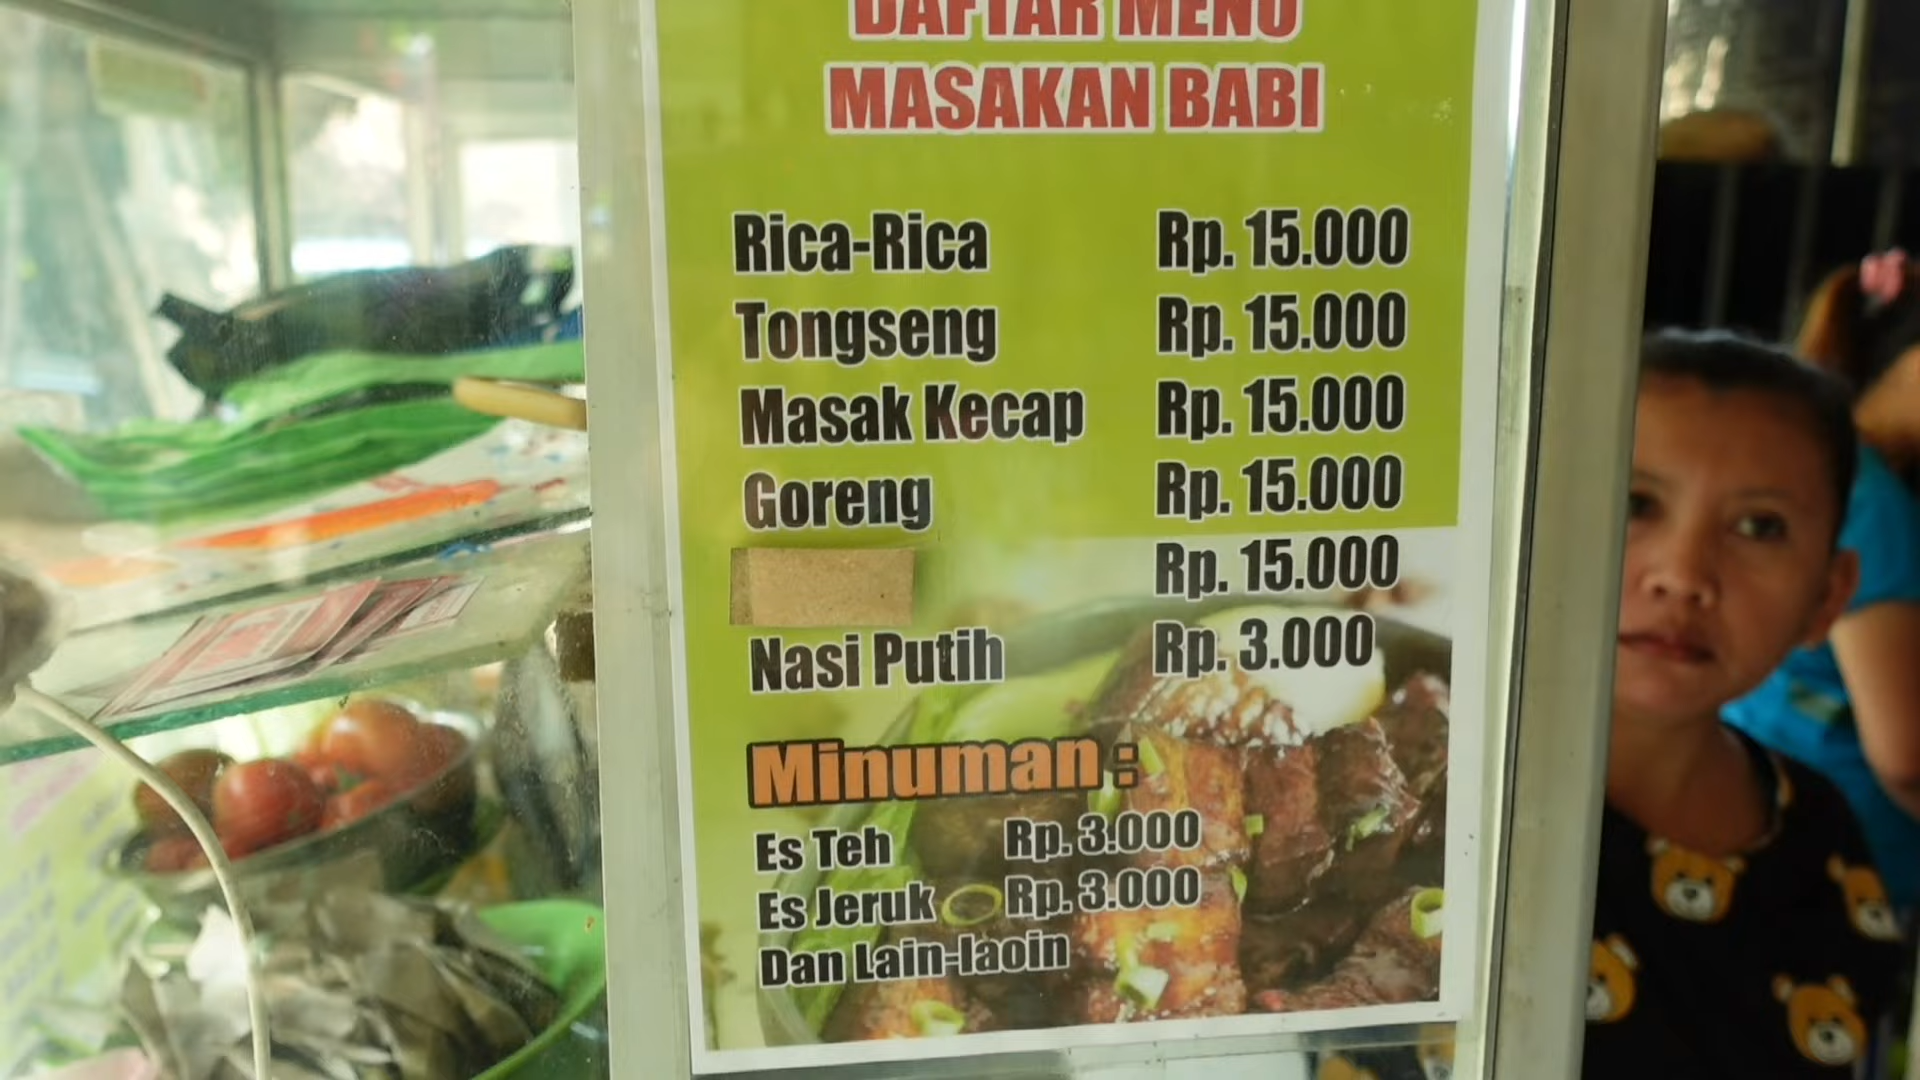 DAFTAR MENU
MASAKAN BABI
Rica-Rica Rp. 15.000
Tongseng Rp. 15.000
Masak Kecap Rp. 15.000
Goreng Rp. 15.000
Rp. 15.000
Nasi Putih Rp. 3.000
Minuman :
Es Teh Rp. 3.000
Es Jeruk Rp. 3.000
Dan Lain-laoin